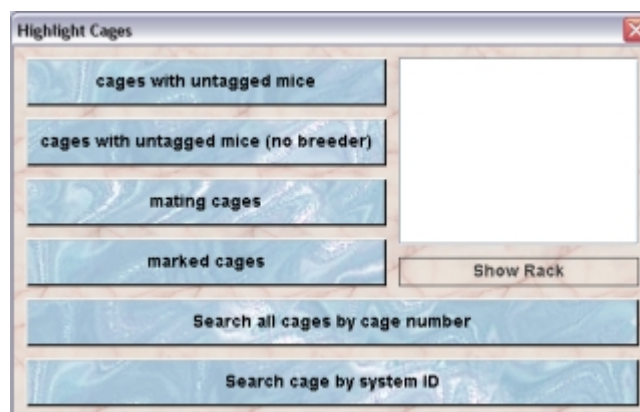 Highlight Cages
cages with untagged mice
cages with untagged mice (no breeder)
mating cages
marked cages
Show Rack
Search all cages by cage number
Search cage by system ID